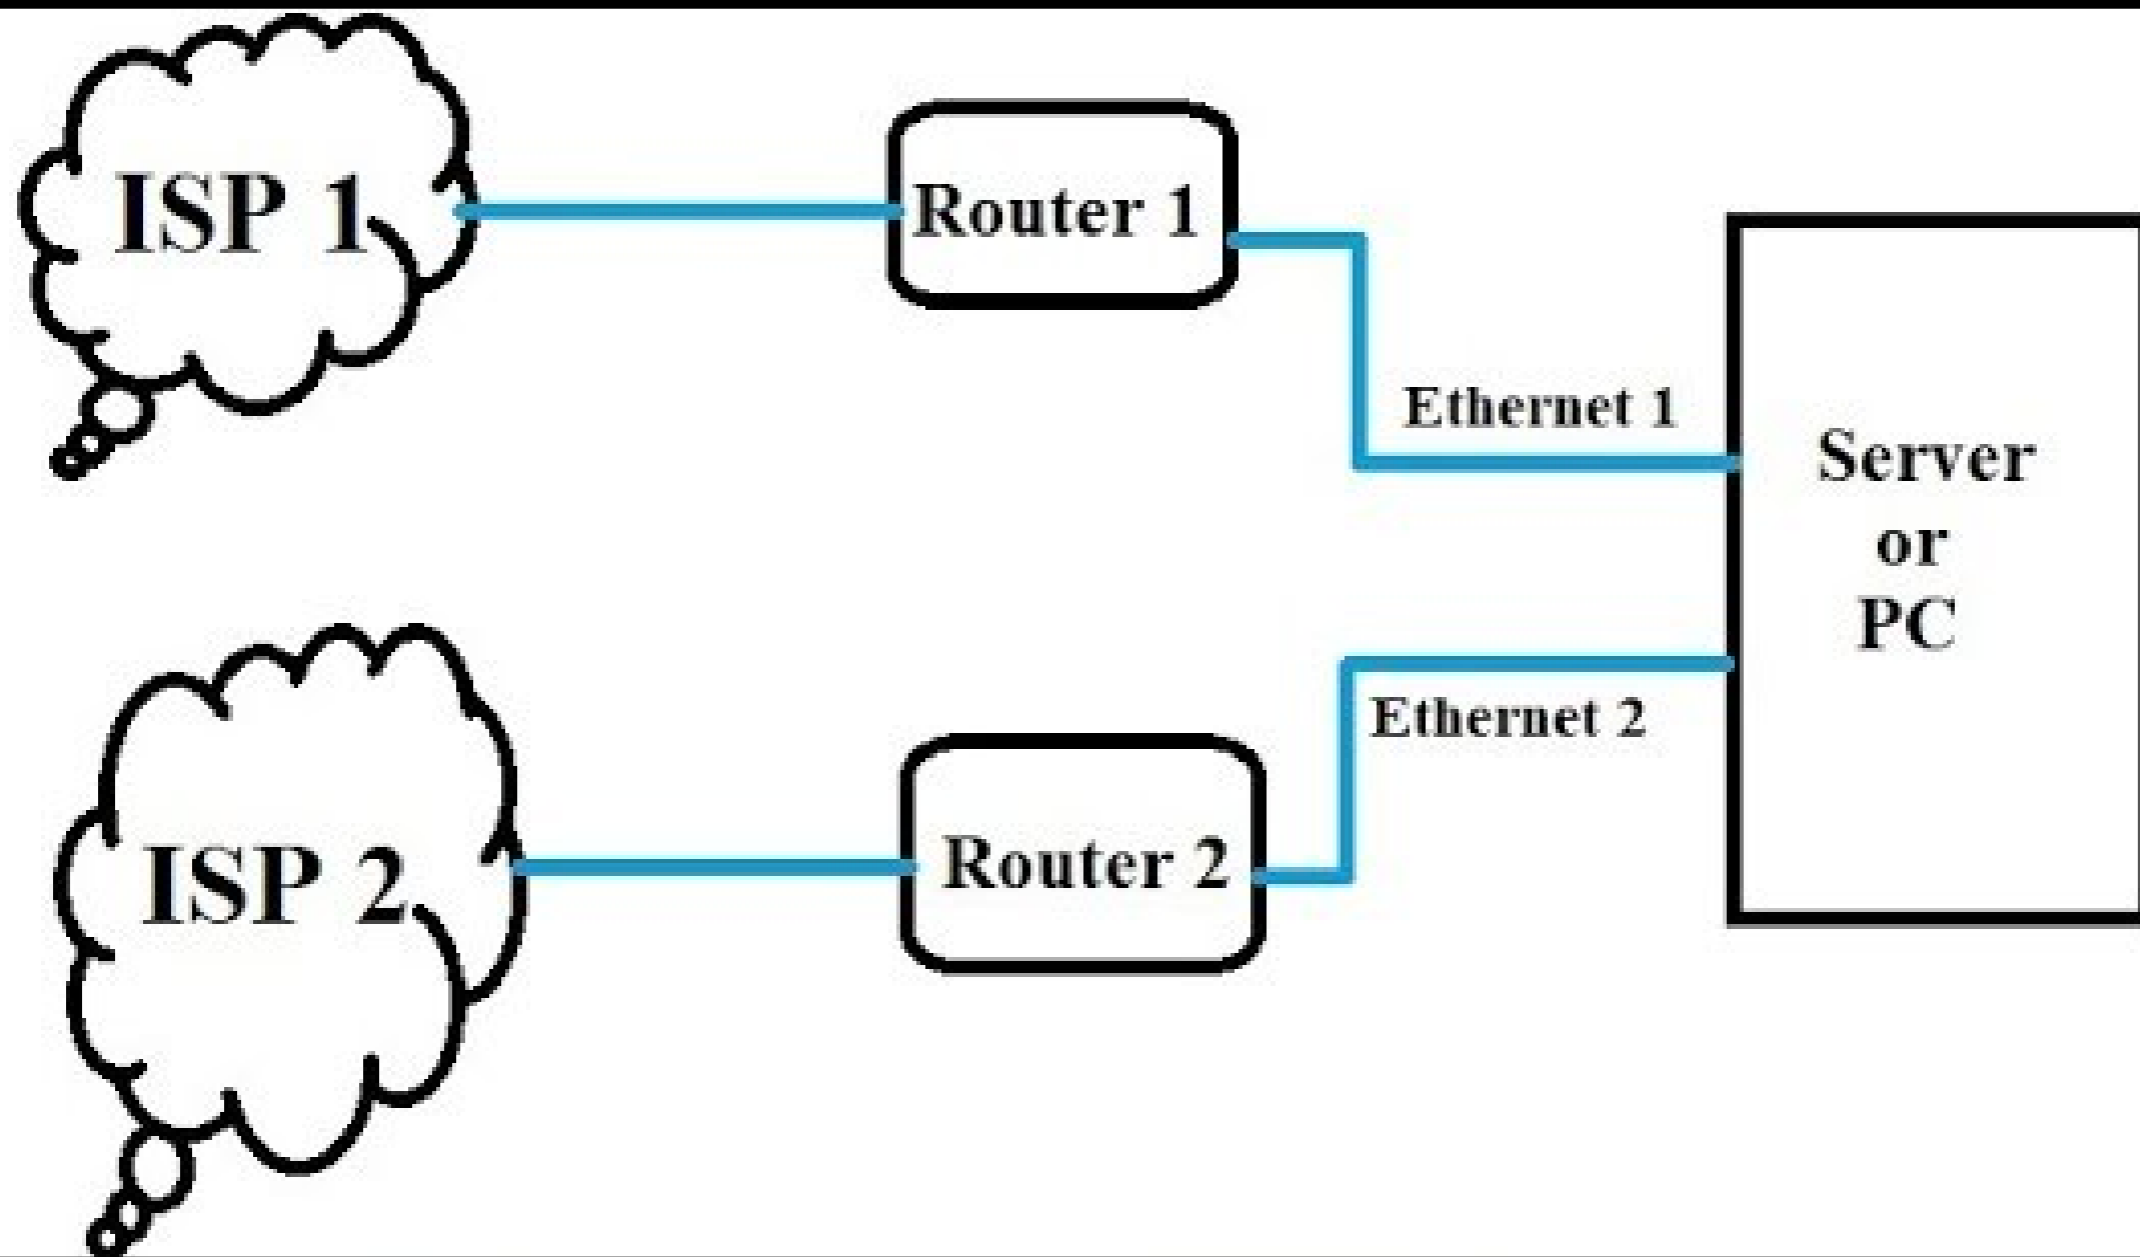 ISP 1
Router 1
Ethernet 1
Server
or
PC
Ethernet 2
ISP 2
Router 2